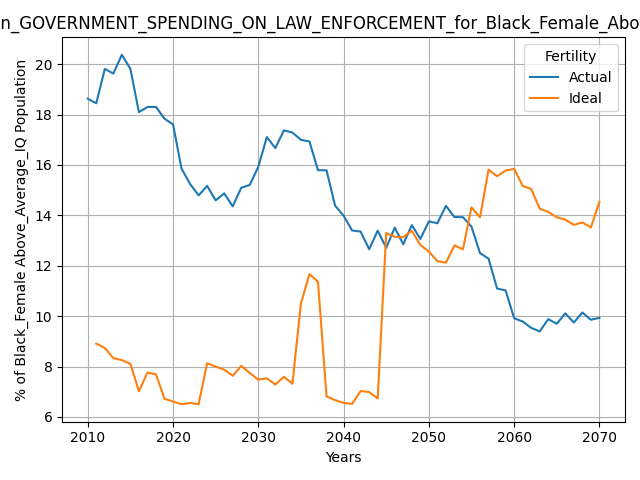 n_GOVERNMENT_SPENDING_ON_LAW_ENFORCEMENT_for_Black_Female_Abo
% of Black_Female Above_Average_IQ Population
20
18
16
14
12
10
8
6
Fertility
Actual
Ideal
2010 2020 2030 2040 2050 2060 2070
Years